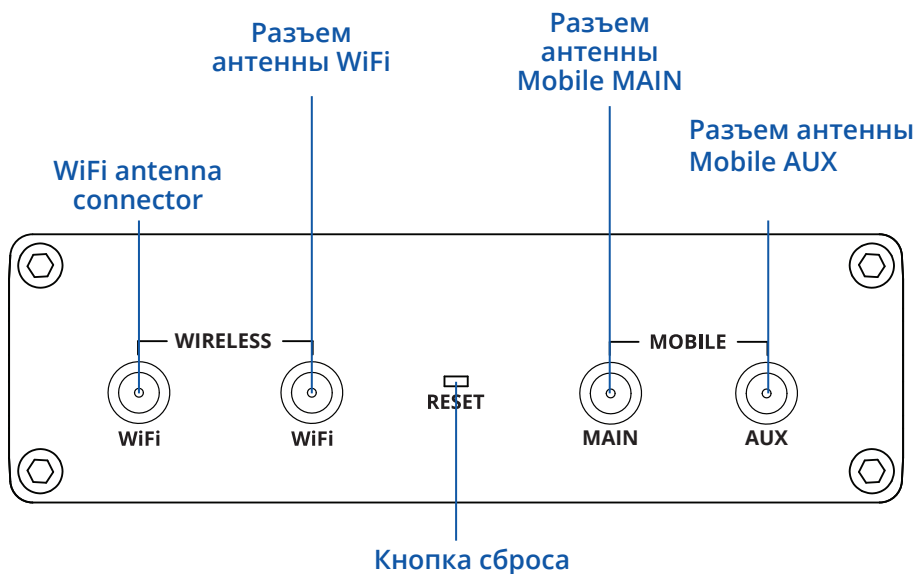 Разъем
антенны WiFi
Разъем
антенны
Mobile MAIN
Разъем антенны
Mobile AUX
WiFi antenna
connector
WIRELESS
MOBILE
RESET
WiFi
WiFi
MAIN
AUX
Кнопка сброса